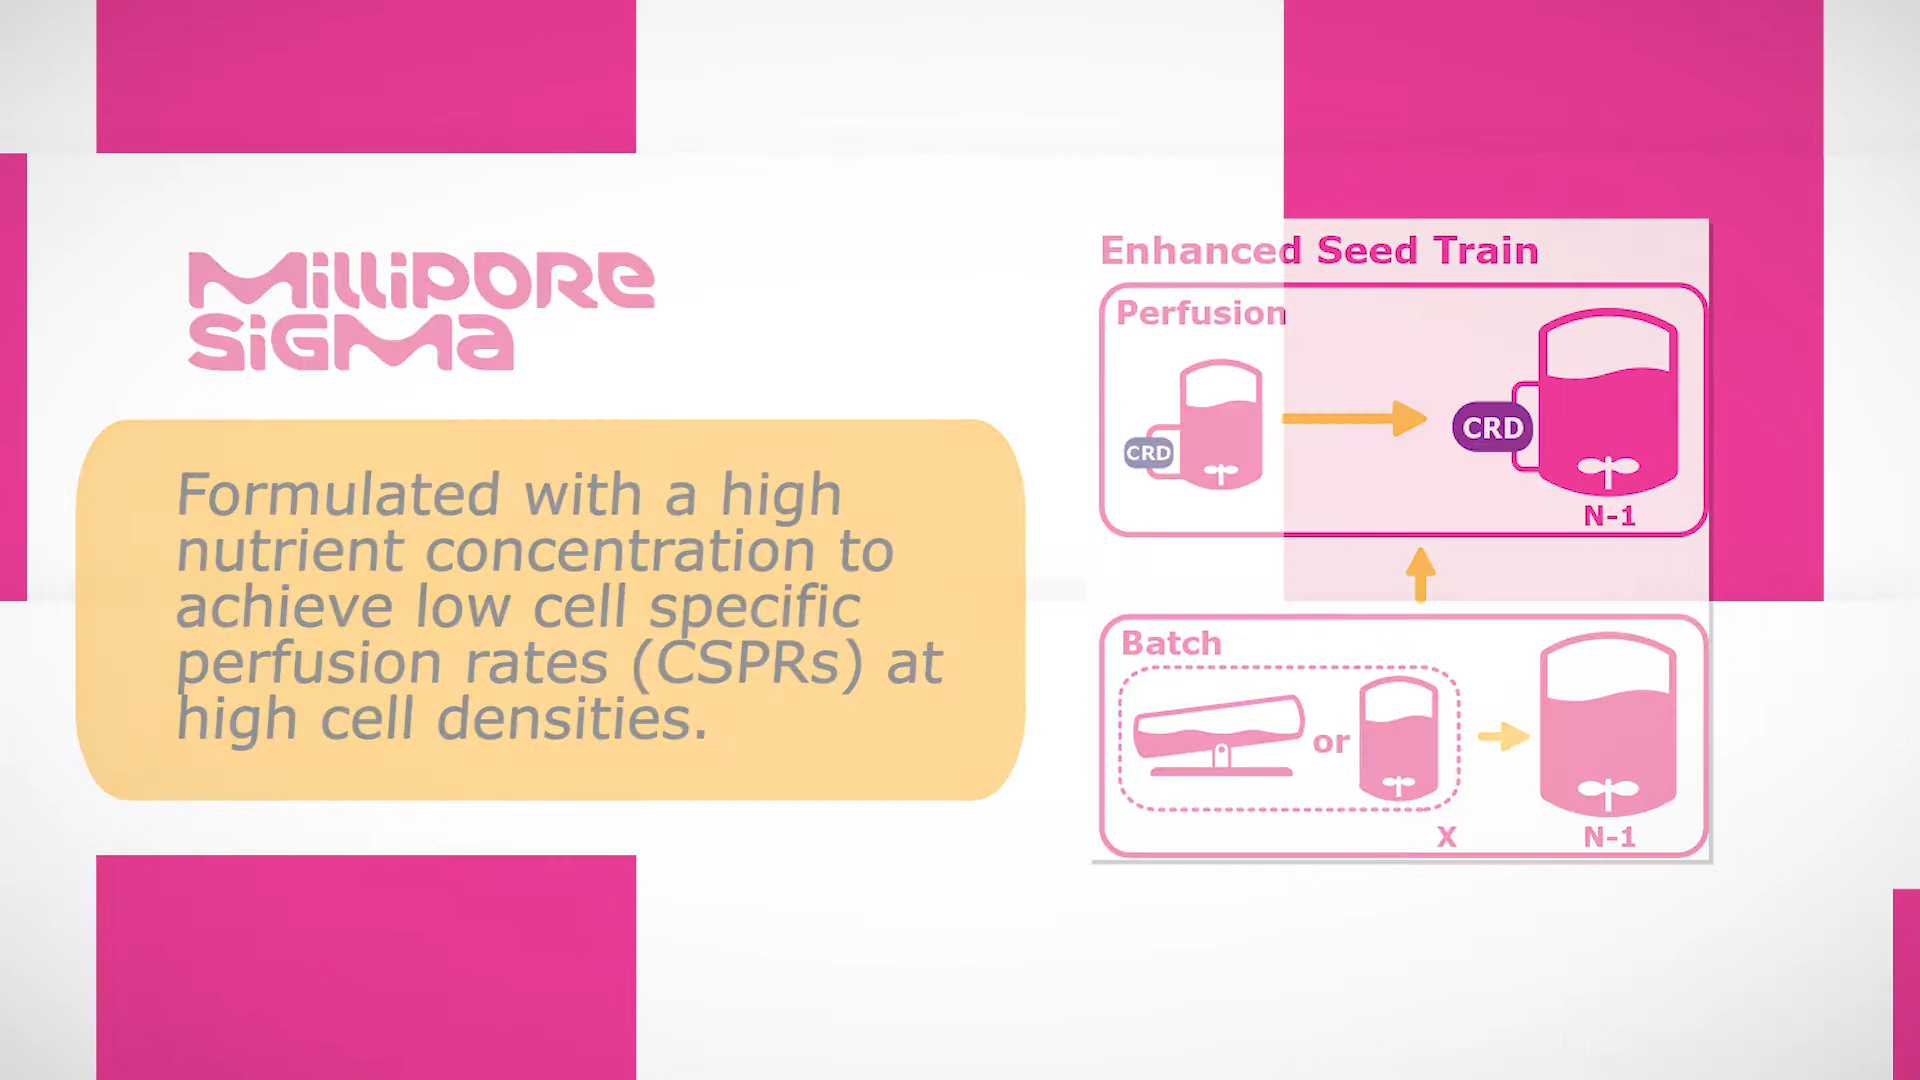 MilliPORE
SiGMa
Formulated with a high
nutrient concentration to
achieve low cell specific
perfusion rates (CSPRs) at
high cell densities.
Enhanced Seed Train
Perfusion
CRD
CRD
N-1
Batch
or
X
N-1